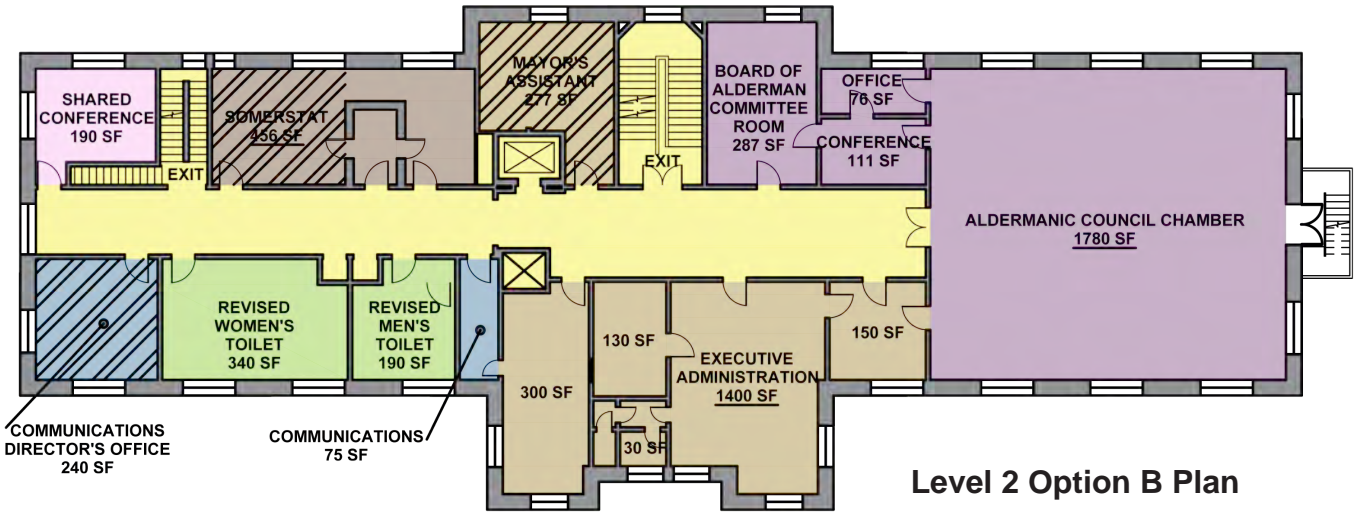 SHARED
CONFERENCE
190 SF
EXIT
SOMERSTAT
456 SF
MAYOR'S
ASSISTANT
277 SF
EXIT
BOARD OF
ALDERMAN
COMMITTEE
ROOM
287 SF
OFFICE
76 SF
CONFERENCE
111 SF
ALDERMANIC COUNCIL CHAMBER
1780 SF
REVISED
WOMEN'S
TOILET
340 SF
REVISED
MEN'S
TOILET
190 SF
300 SF
130 SF
EXECUTIVE
ADMINISTRATION
1400 SF
150 SF
30 SF
COMMUNICATIONS
DIRECTOR'S OFFICE
240 SF
COMMUNICATIONS
75 SF
Level 2 Option B Plan